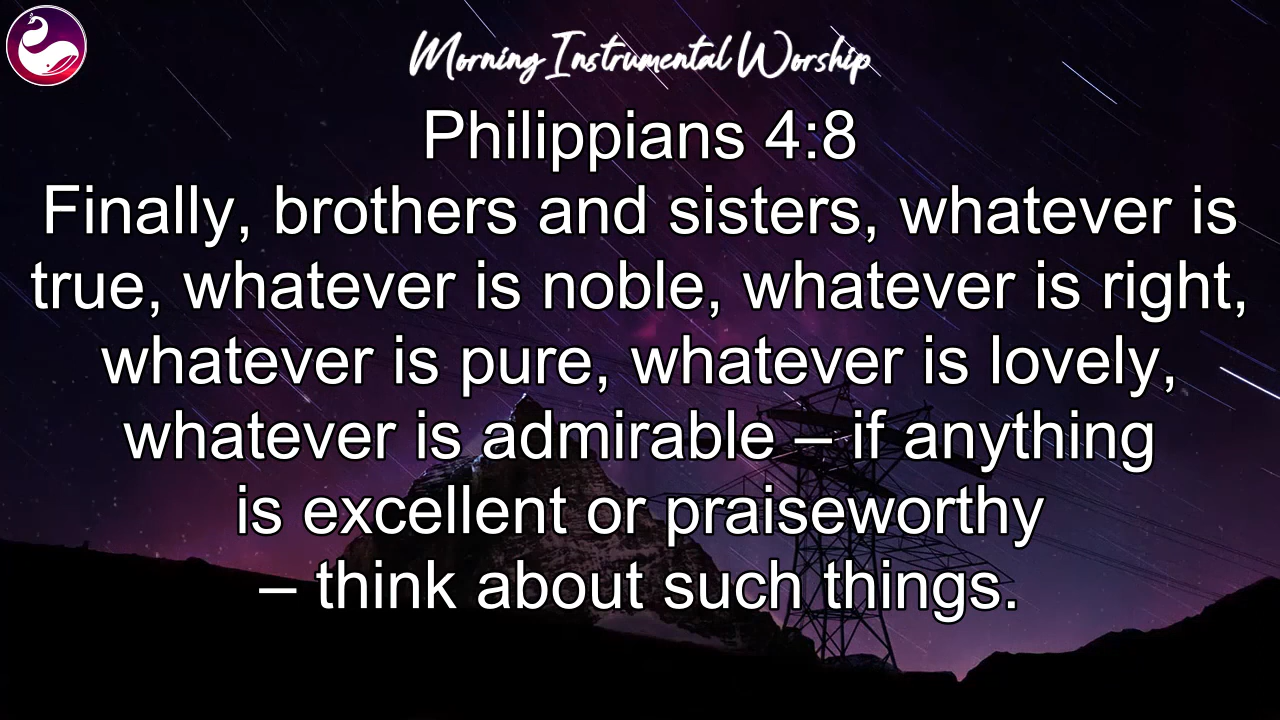 Morning Instrumental Worship
Philippians 4:8
Finally, brothers and sisters, whatever is
true, whatever is noble, whatever is right,
whatever is pure, whatever is lovely,
whatever is admirable – if anything
is excellent or praiseworthy
– think about such things.